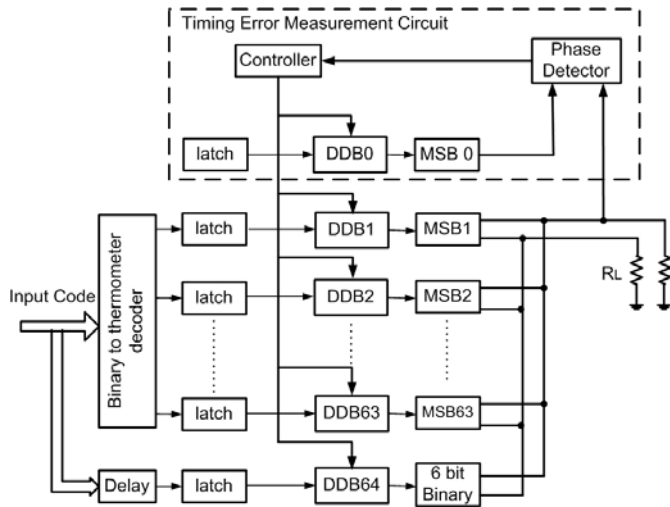 Timing Error Measurement Circuit
Controller
Phase
Detector
latch
DDB0
MSB 0
latch
DDB1
MSB1
RL
Input Code
Binary to thermometer
decoder
latch
DDB2
MSB2
latch
DDB63
MSB63
Delay
latch
DDB64
6 bit
Binary